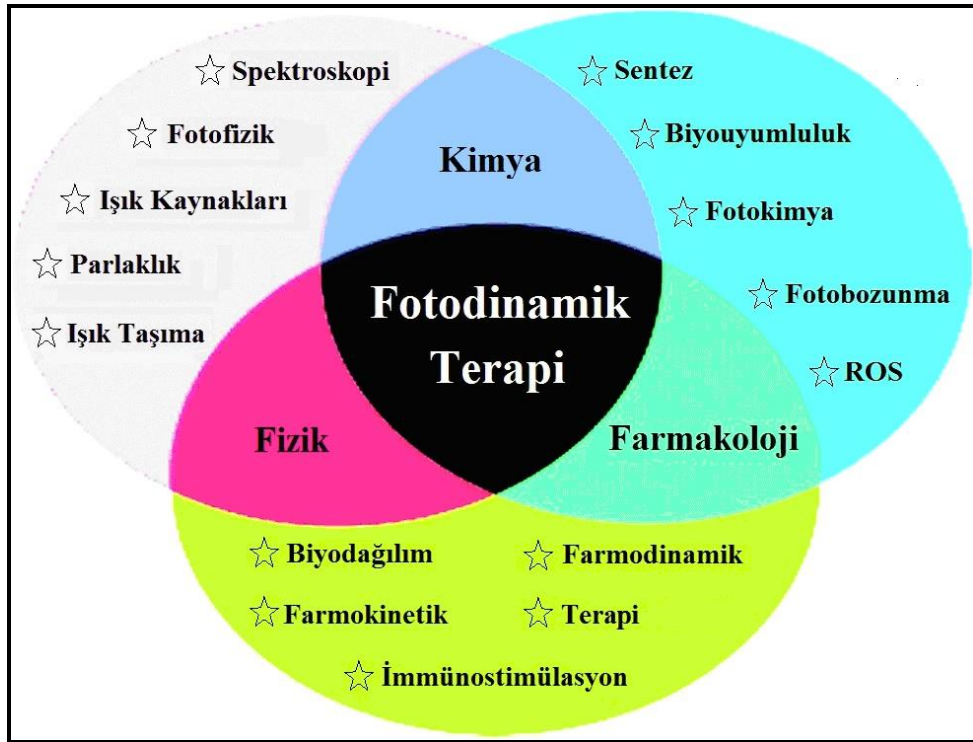 ☆ Spektroskopi
☆ Fotofizik
☆ Işık Kaynakları
☆ Parlaklık
☆ Işık Taşıma
Kimya
☆ Sentez
☆ Biyouyumluluk
☆ Fotokimya
☆ Fotobozunma
☆ ROS
Fotodinamik
Terapi
Fizik
Farmakoloji
☆ Biyodağılım
☆ Farmodinamik
☆ Farmokinetik
☆ Terapi
☆ İmmünostimülasyon